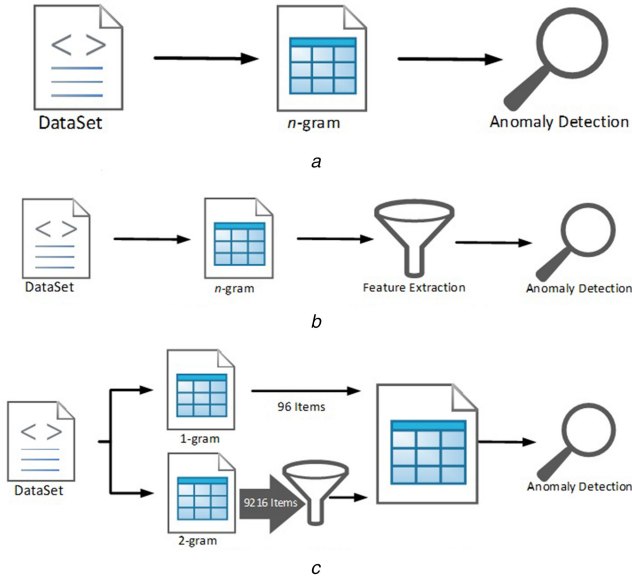 DataSet
n-gram
Anomaly Detection
a
DataSet
n-gram
Feature Extraction
Anomaly Detection
b
1-gram
96 Items
DataSet
Anomaly Detection
9216 Items
2-gram
c